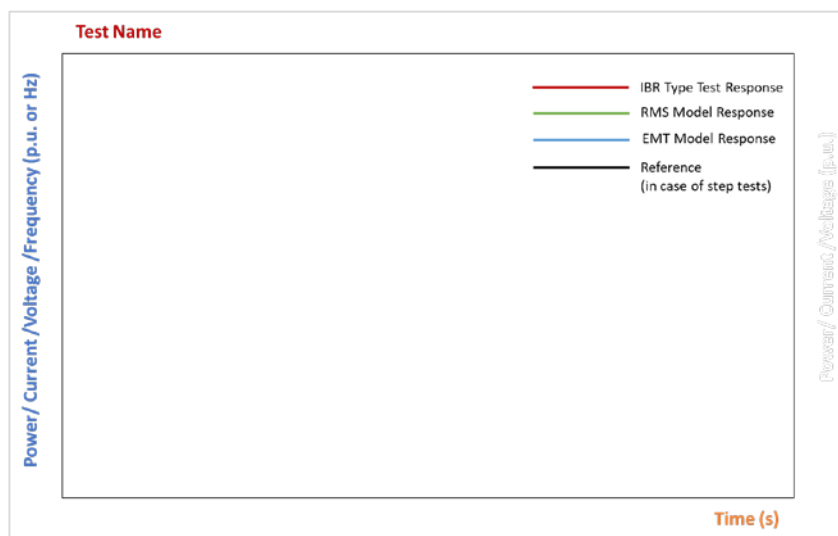 Test Name
Power/ Current /Voltage /Frequency (p.u. or Hz)
IBR Type Test Response
RMS Model Response
EMT Model Response
Reference
(in case of step tests)
Power/ Current /Voltage (p.u.)
Time (s)